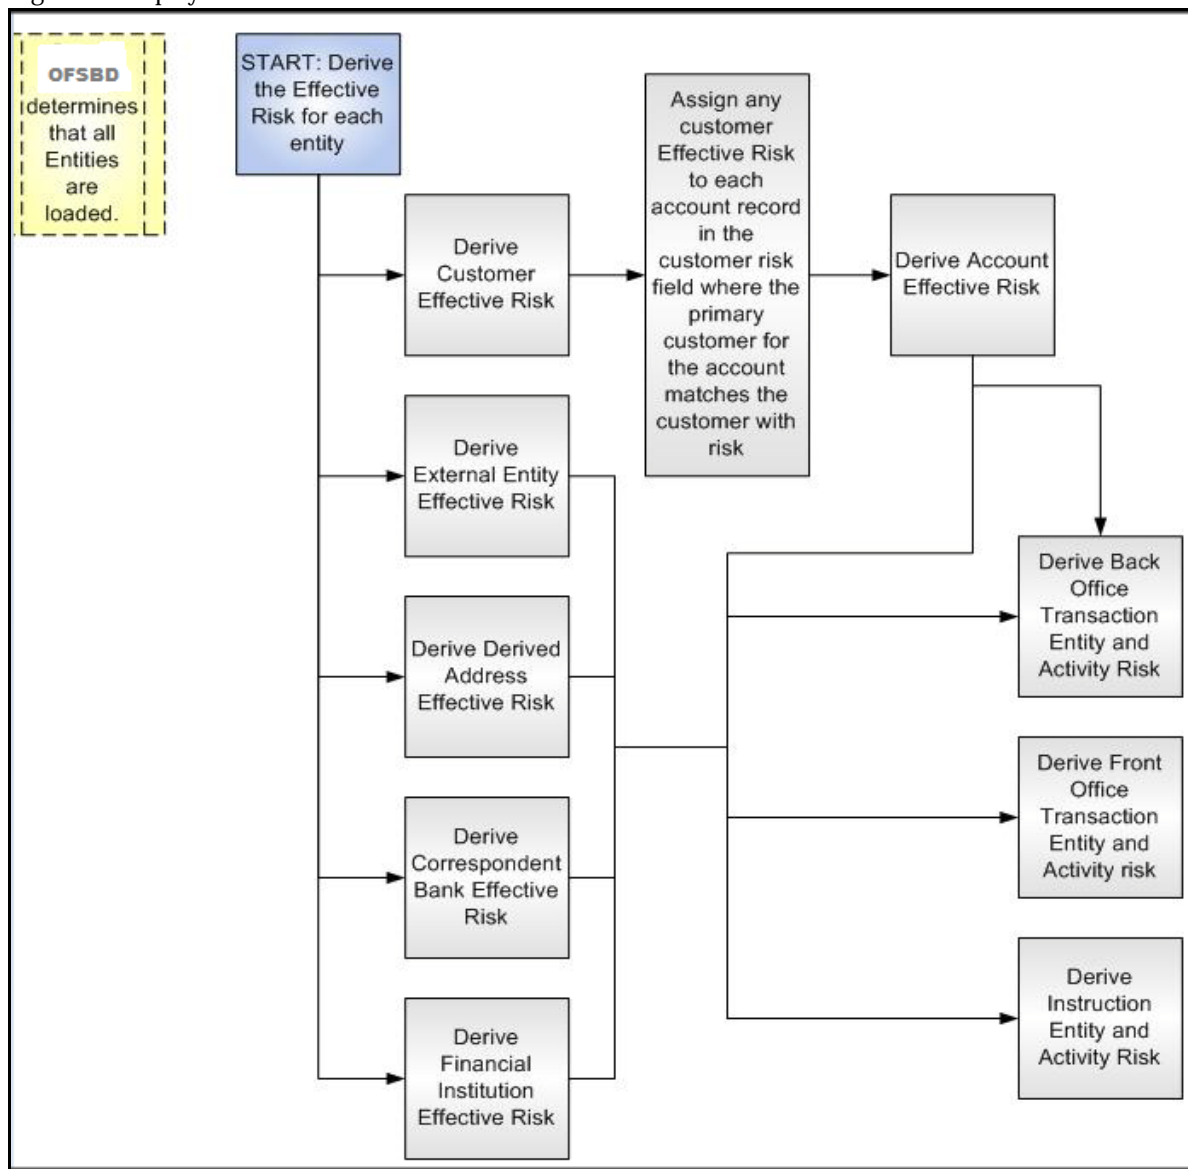 OFSBD
determines
that all
Entities
are
loaded.
START: Derive
the Effective
Risk for each
entity
Derive
Customer
Effective Risk
Assign any
customer
Effective Risk
to each
account record
in the
customer risk
field where the
primary
customer for
the account
matches the
customer with
risk
Derive Account
Effective Risk
Derive
External Entity
Effective Risk
Derive Derived
Address
Effective Risk
Derive
Correspondent
Bank Effective
Risk
Derive
Financial
Institution
Effective Risk
Derive Back
Office
Transaction
Entity and
Activity Risk
Derive Front
Office
Transaction
Entity and
Activity risk
Derive
Instruction
Entity and
Activity Risk